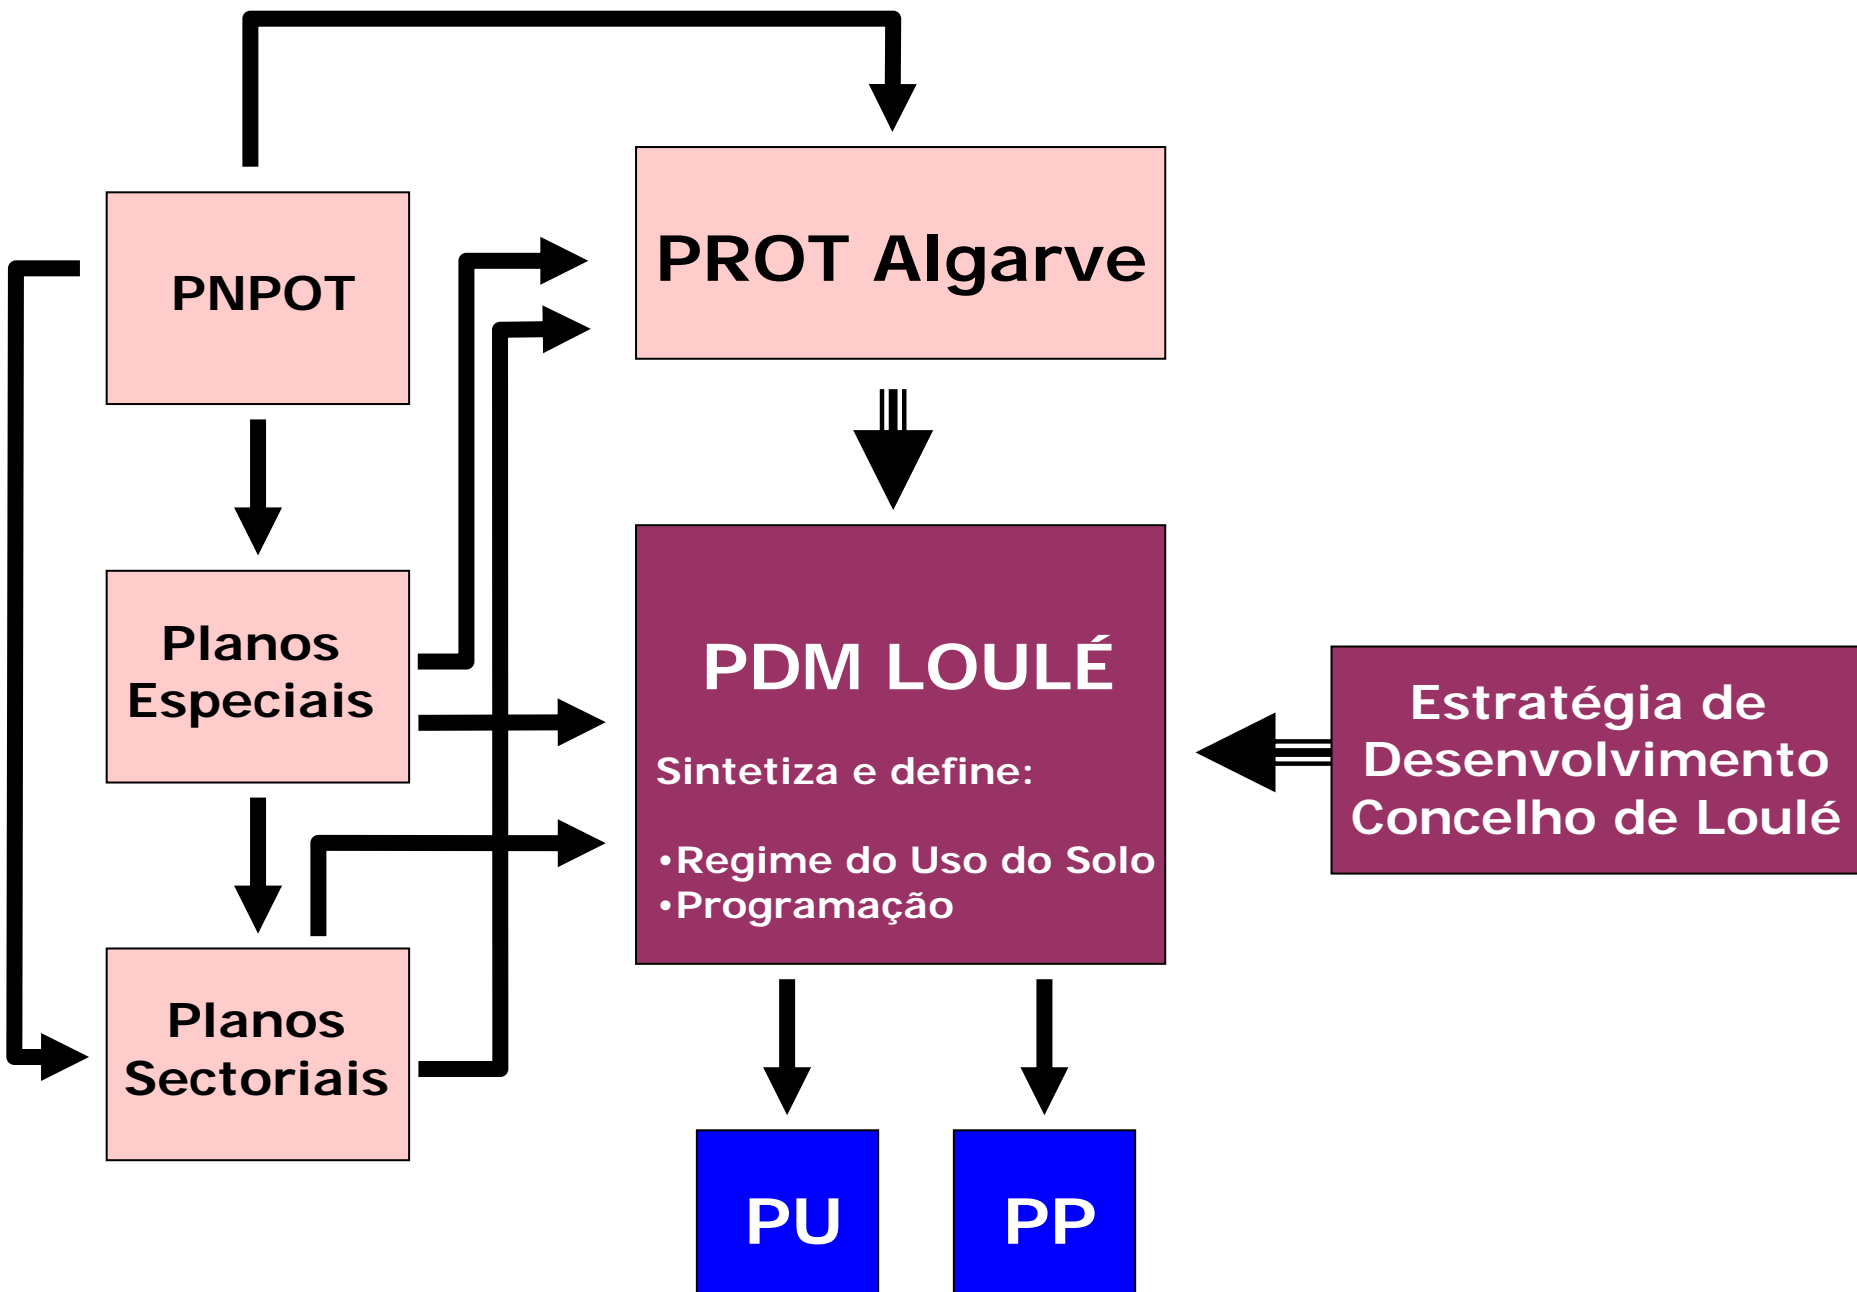 PNPOT
PROT Algarve
Planos
Especiais
Planos
Sectoriais
PDM LOULÉ
Sintetiza e define:
•Regime do Uso do Solo
•Programação
Estratégia de
Desenvolvimento
Concelho de Loulé
PU
PP